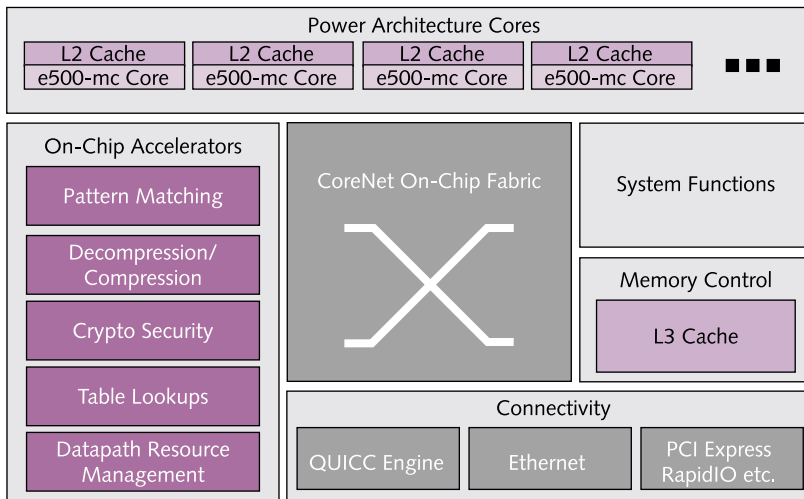 Power Architecture Cores
L2 Cache
e500-mc Core
L2 Cache
e500-mc Core
L2 Cache
e500-mc Core
L2 Cache
e500-mc Core
On-Chip Accelerators
Pattern Matching
Decompression/
Compression
Crypto Security
Table Lookups
Datapath Resource
Management
CoreNet On-Chip Fabric
System Functions
Memory Control
L3 Cache
Connectivity
QUICC Engine
Ethernet
PCI Express
RapidIO etc.